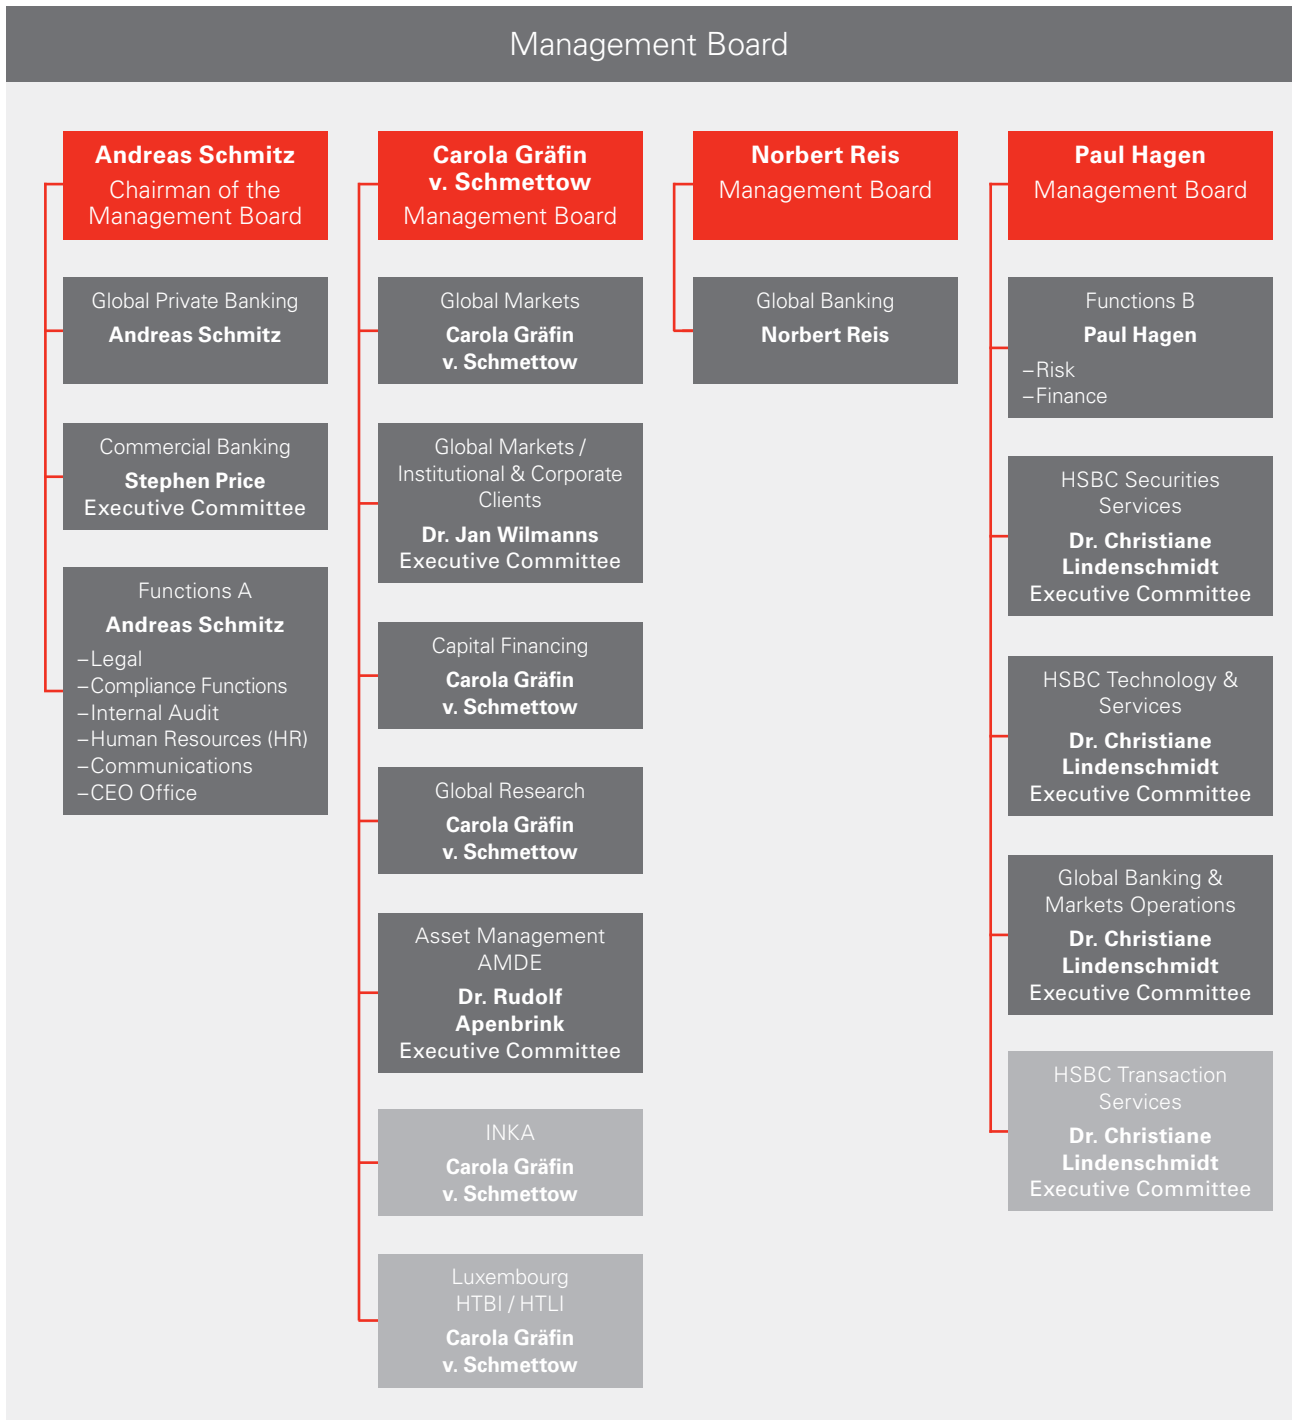 Management Board
Andreas Schmitz
Chairman of the
Management Board
Global Private Banking
Andreas Schmitz
Commercial Banking
Stephen Price
Executive Committee
Functions A
Andreas Schmitz
–Legal
–Compliance Functions
–Internal Audit
–Human Resources (HR)
–Communications
–CEO Office
Carola Gräfin
v. Schmettow
Management Board
Global Markets
Carola Gräfin
v. Schmettow
Global Markets /
Institutional & Corporate
Clients
Dr. Jan Wilmanns
Executive Committee
Capital Financing
Carola Gräfin
v. Schmettow
Global Research
Carola Gräfin
v. Schmettow
Asset Management
AMDE
Dr. Rudolf
Apenbrink
Executive Committee
INKA
Carola Gräfin
v. Schmettow
Luxembourg
HTBI / HTLI
Carola Gräfin
v. Schmettow
Norbert Reis
Management Board
Global Banking
Norbert Reis
Paul Hagen
Management Board
Functions B
Paul Hagen
–Risk
–Finance
HSBC Securities
Services
Dr. Christiane
Lindenschmidt
Executive Committee
HSBC Technology &
Services
Dr. Christiane
Lindenschmidt
Executive Committee
Global Banking &
Markets Operations
Dr. Christiane
Lindenschmidt
Executive Committee
HSBC Transaction
Services
Dr. Christiane
Lindenschmidt
Executive Committee